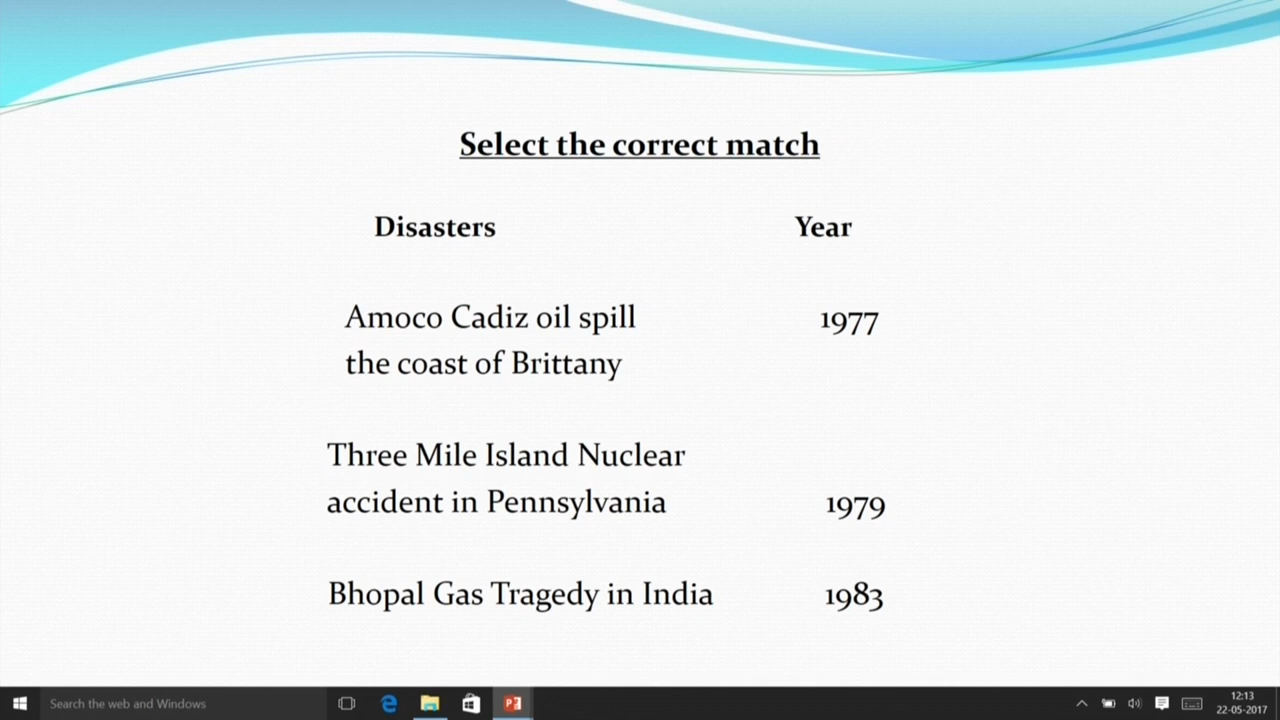 Select the correct match
Disasters Year
Amoco Cadiz oil spill 1977
the coast of Brittany
Three Mile Island Nuclear
accident in Pennsylvania 1979
Bhopal Gas Tragedy in India 1983
Search the web and Windows
12:13
22-05-2017